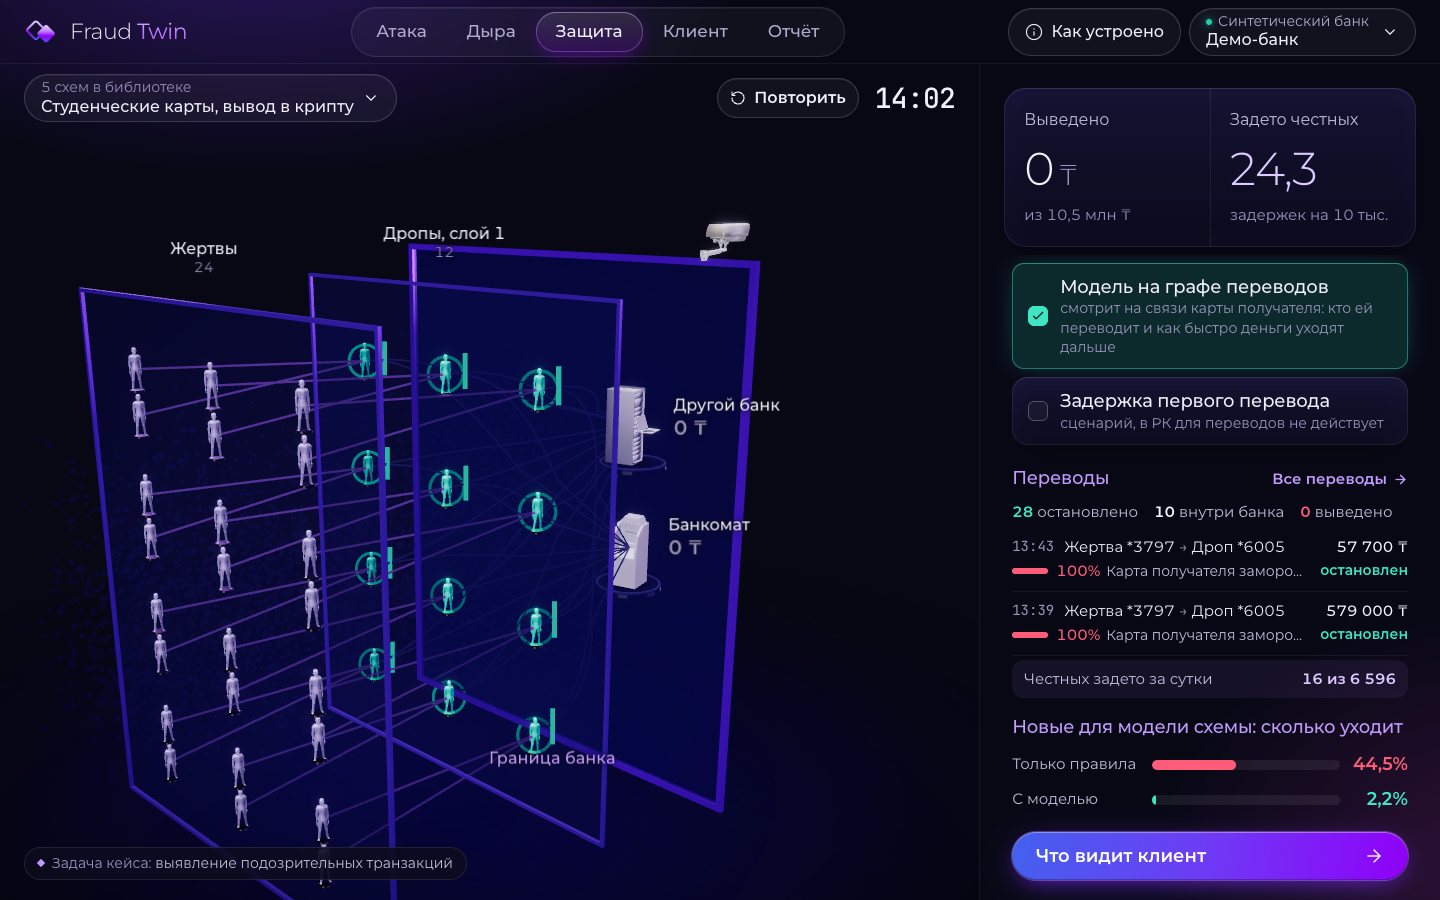 Fraud Twin
Атака
Дыра
Защита
Клиент
Отчёт
Как устроено
Синтетический банк
Демо-банк
5 схем в библиотеке
Студенческие карты, вывод в крипту
Повторить
14:02
Жертвы
24
Дропы, слой 1
12
Другой банк
0 ₸
Банкомат
0 ₸
Граница банка
Задача кейса: выявление подозрительных транзакций
Выведено
0 ₸
из 10,5 млн ₸
Задето честных
24,3
задержек на 10 тыс.
Модель на графе переводов
смотрит на связи карты получателя: кто ей
переводит и как быстро деньги уходят
дальше
Задержка первого перевода
сценарий, в РК для переводов не действует
Переводы
Все переводы →
28 остановлено 10 внутри банка 0 выведено
13:43 Жертва *3797 → Дроп *6005 57 700 ₸
100% Карта получателя заморо... остановлен
13:39 Жертва *3797 → Дроп *6005 579 000 ₸
100% Карта получателя заморо... остановлен
Честных задето за сутки 16 из 6 596
Новые для модели схемы: сколько уходит
Только правила 44,5%
С моделью 2,2%
Что видит клиент →